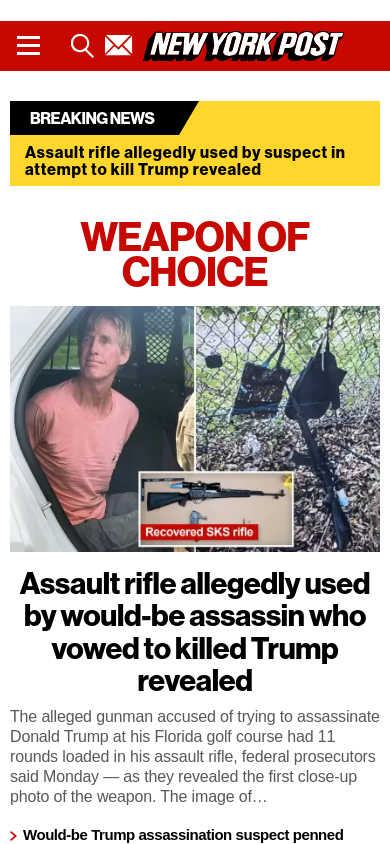 NEW YORK POST
BREAKING NEWS
Assault rifle allegedly used by suspect in
attempt to kill Trump revealed
WEAPON OF
CHOICE
Recovered SKS rifle
Assault rifle allegedly used
by would-be assassin who
vowed to killed Trump
revealed
The alleged gunman accused of trying to assassinate
Donald Trump at his Florida golf course had 11
rounds loaded in his assault rifle, federal prosecutors
said Monday — as they revealed the first close-up
photo of the weapon. The image of…
Would-be Trump assassination suspect penned